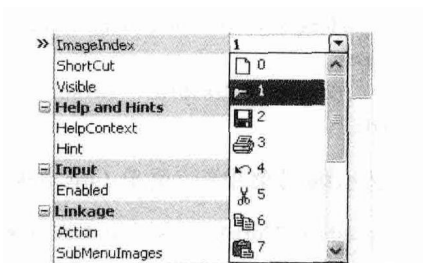 » ImageIndex 1
ShortCut 0
Visible 1
Help and Hints 2
HelpContext 3
Hint 4
Input
Enabled 5
Linkage
Action 6
SubMenuImages 7